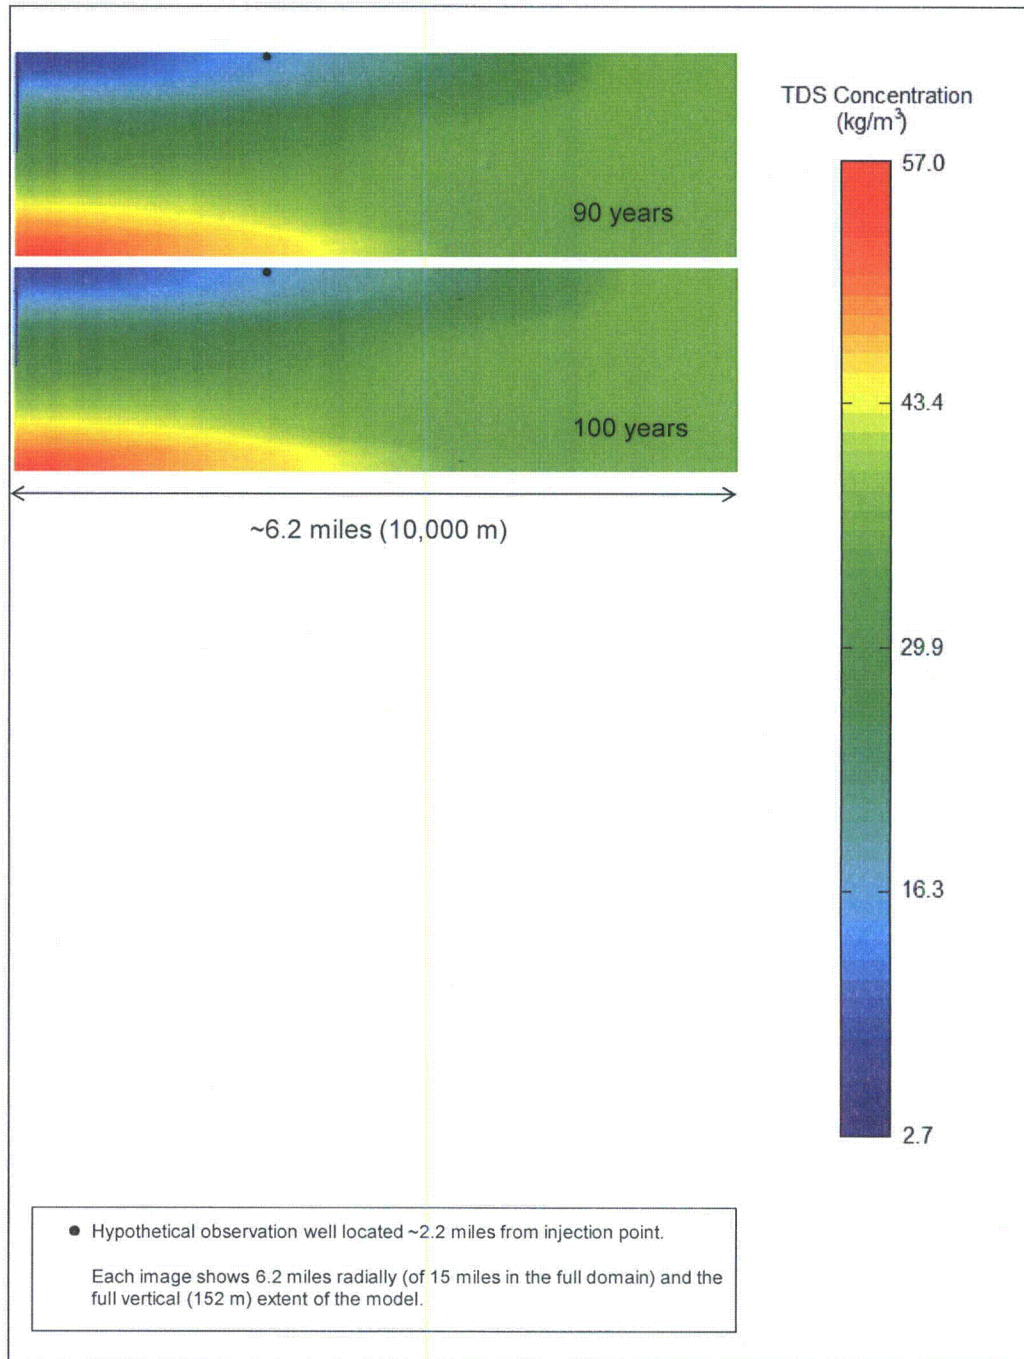 90 years
100 years
~6.2 miles (10,000 m)
TDS Concentration
(kg/m³)
57.0
43.4
29.9
16.3
2.7
● Hypothetical observation well located ~2.2 miles from injection point.
Each image shows 6.2 miles radially (of 15 miles in the full domain) and the
full vertical (152 m) extent of the model.